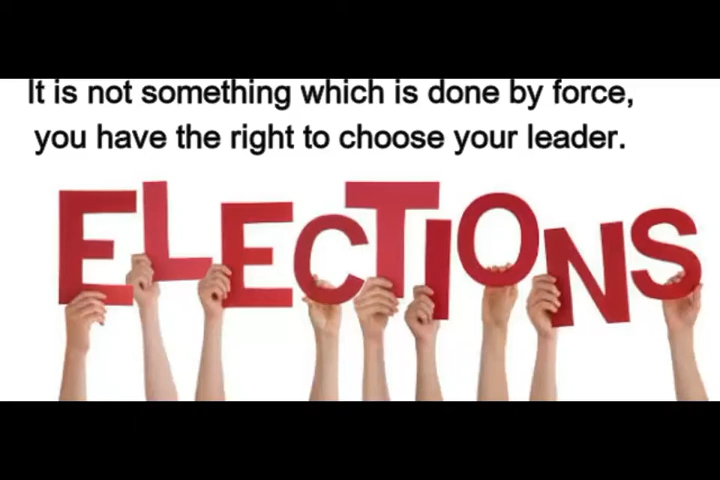 It is not something which is done by force,
you have the right to choose your leader.
ELECTIONS